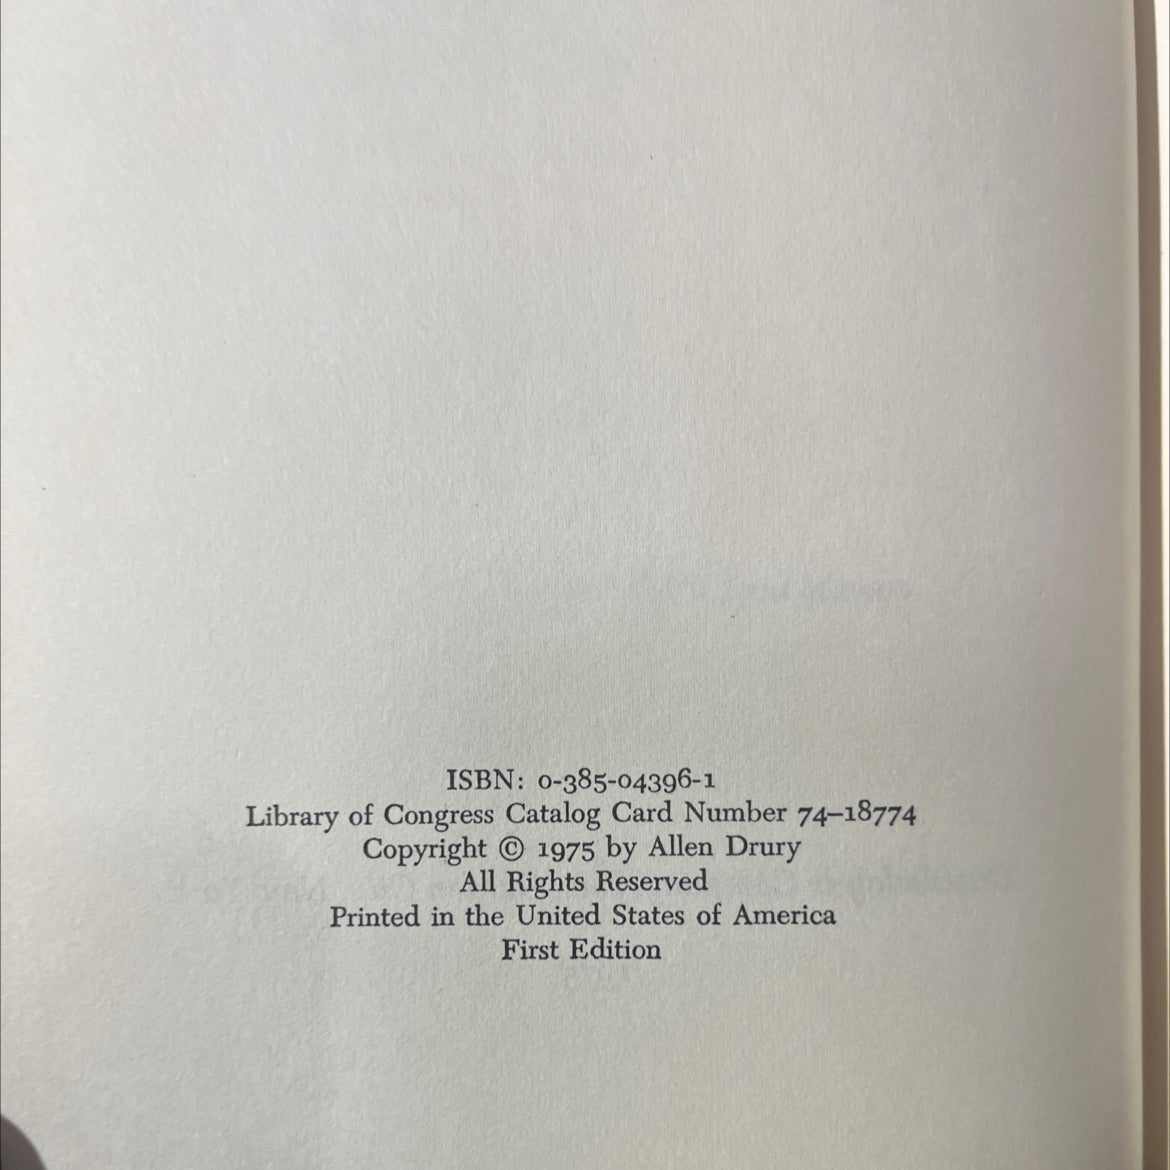 ISBN: 0-385-04396-1
Library of Congress Catalog Card Number 74–18774
Copyright © 1975 by Allen Drury
All Rights Reserved
Printed in the United States of America
First Edition